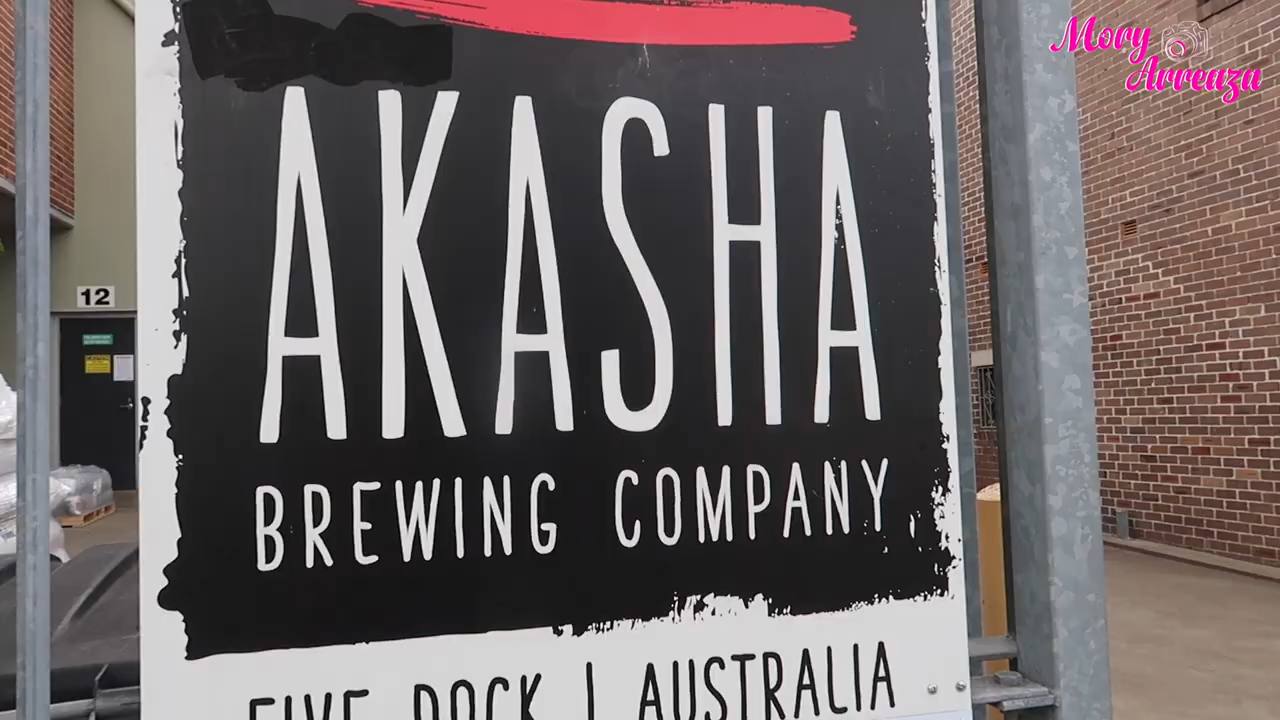 Mory
Arreaza
AKASHA
BREWING COMPANY
12
FIVE DOCK | AUSTRALIA